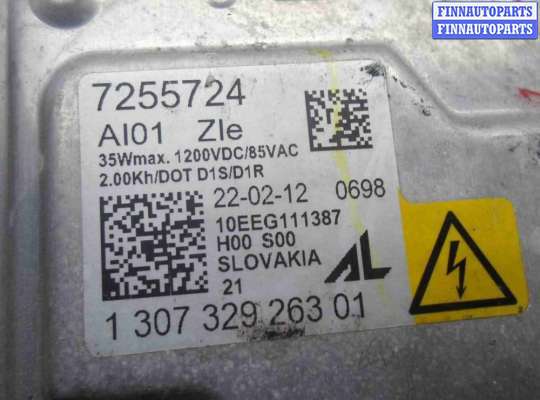 FINNAUTOPARTS
FINNAUTOPARTS
7255724
AI01 Zle
35Wmax. 1200VDC/85VAC
2.00Kh/DOT D1S/D1R
22-02-12 0698
10EEG111387
H00 S00
SLOVAKIA
AL
21
1 307 329 263 01